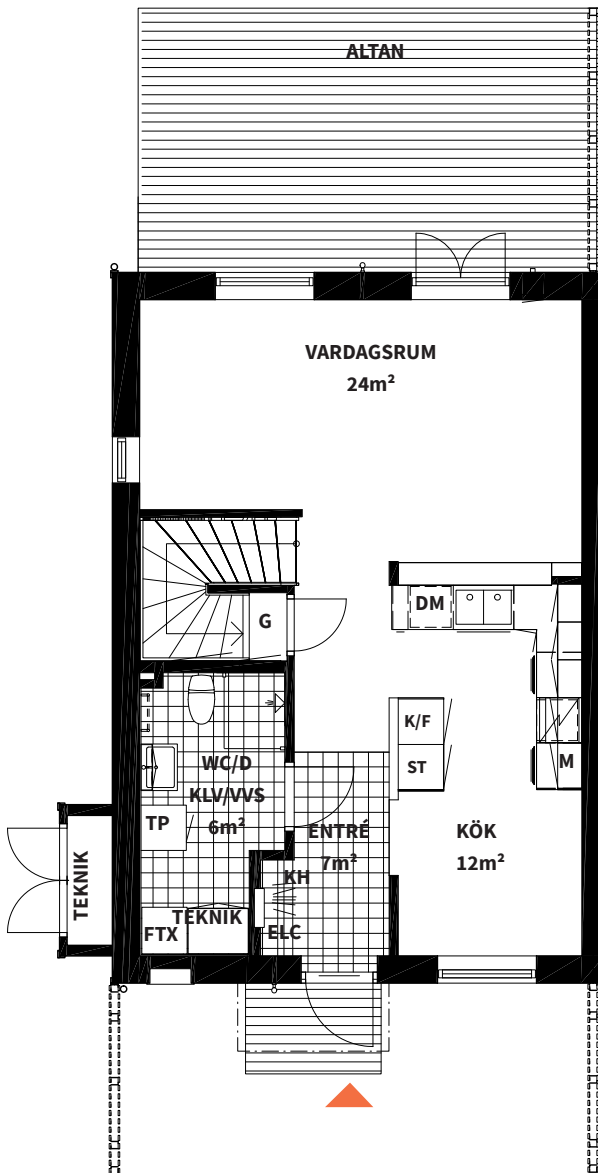 ALTAN
VARDAGSRUM
24m²
DM
G
K/F
ST
M
WC/D
KLV/VVS
6m²
TP
ENTRÉ
7m²
KÖK
12m²
TEKNIK
KH
TEKNIK
FTX
ELC